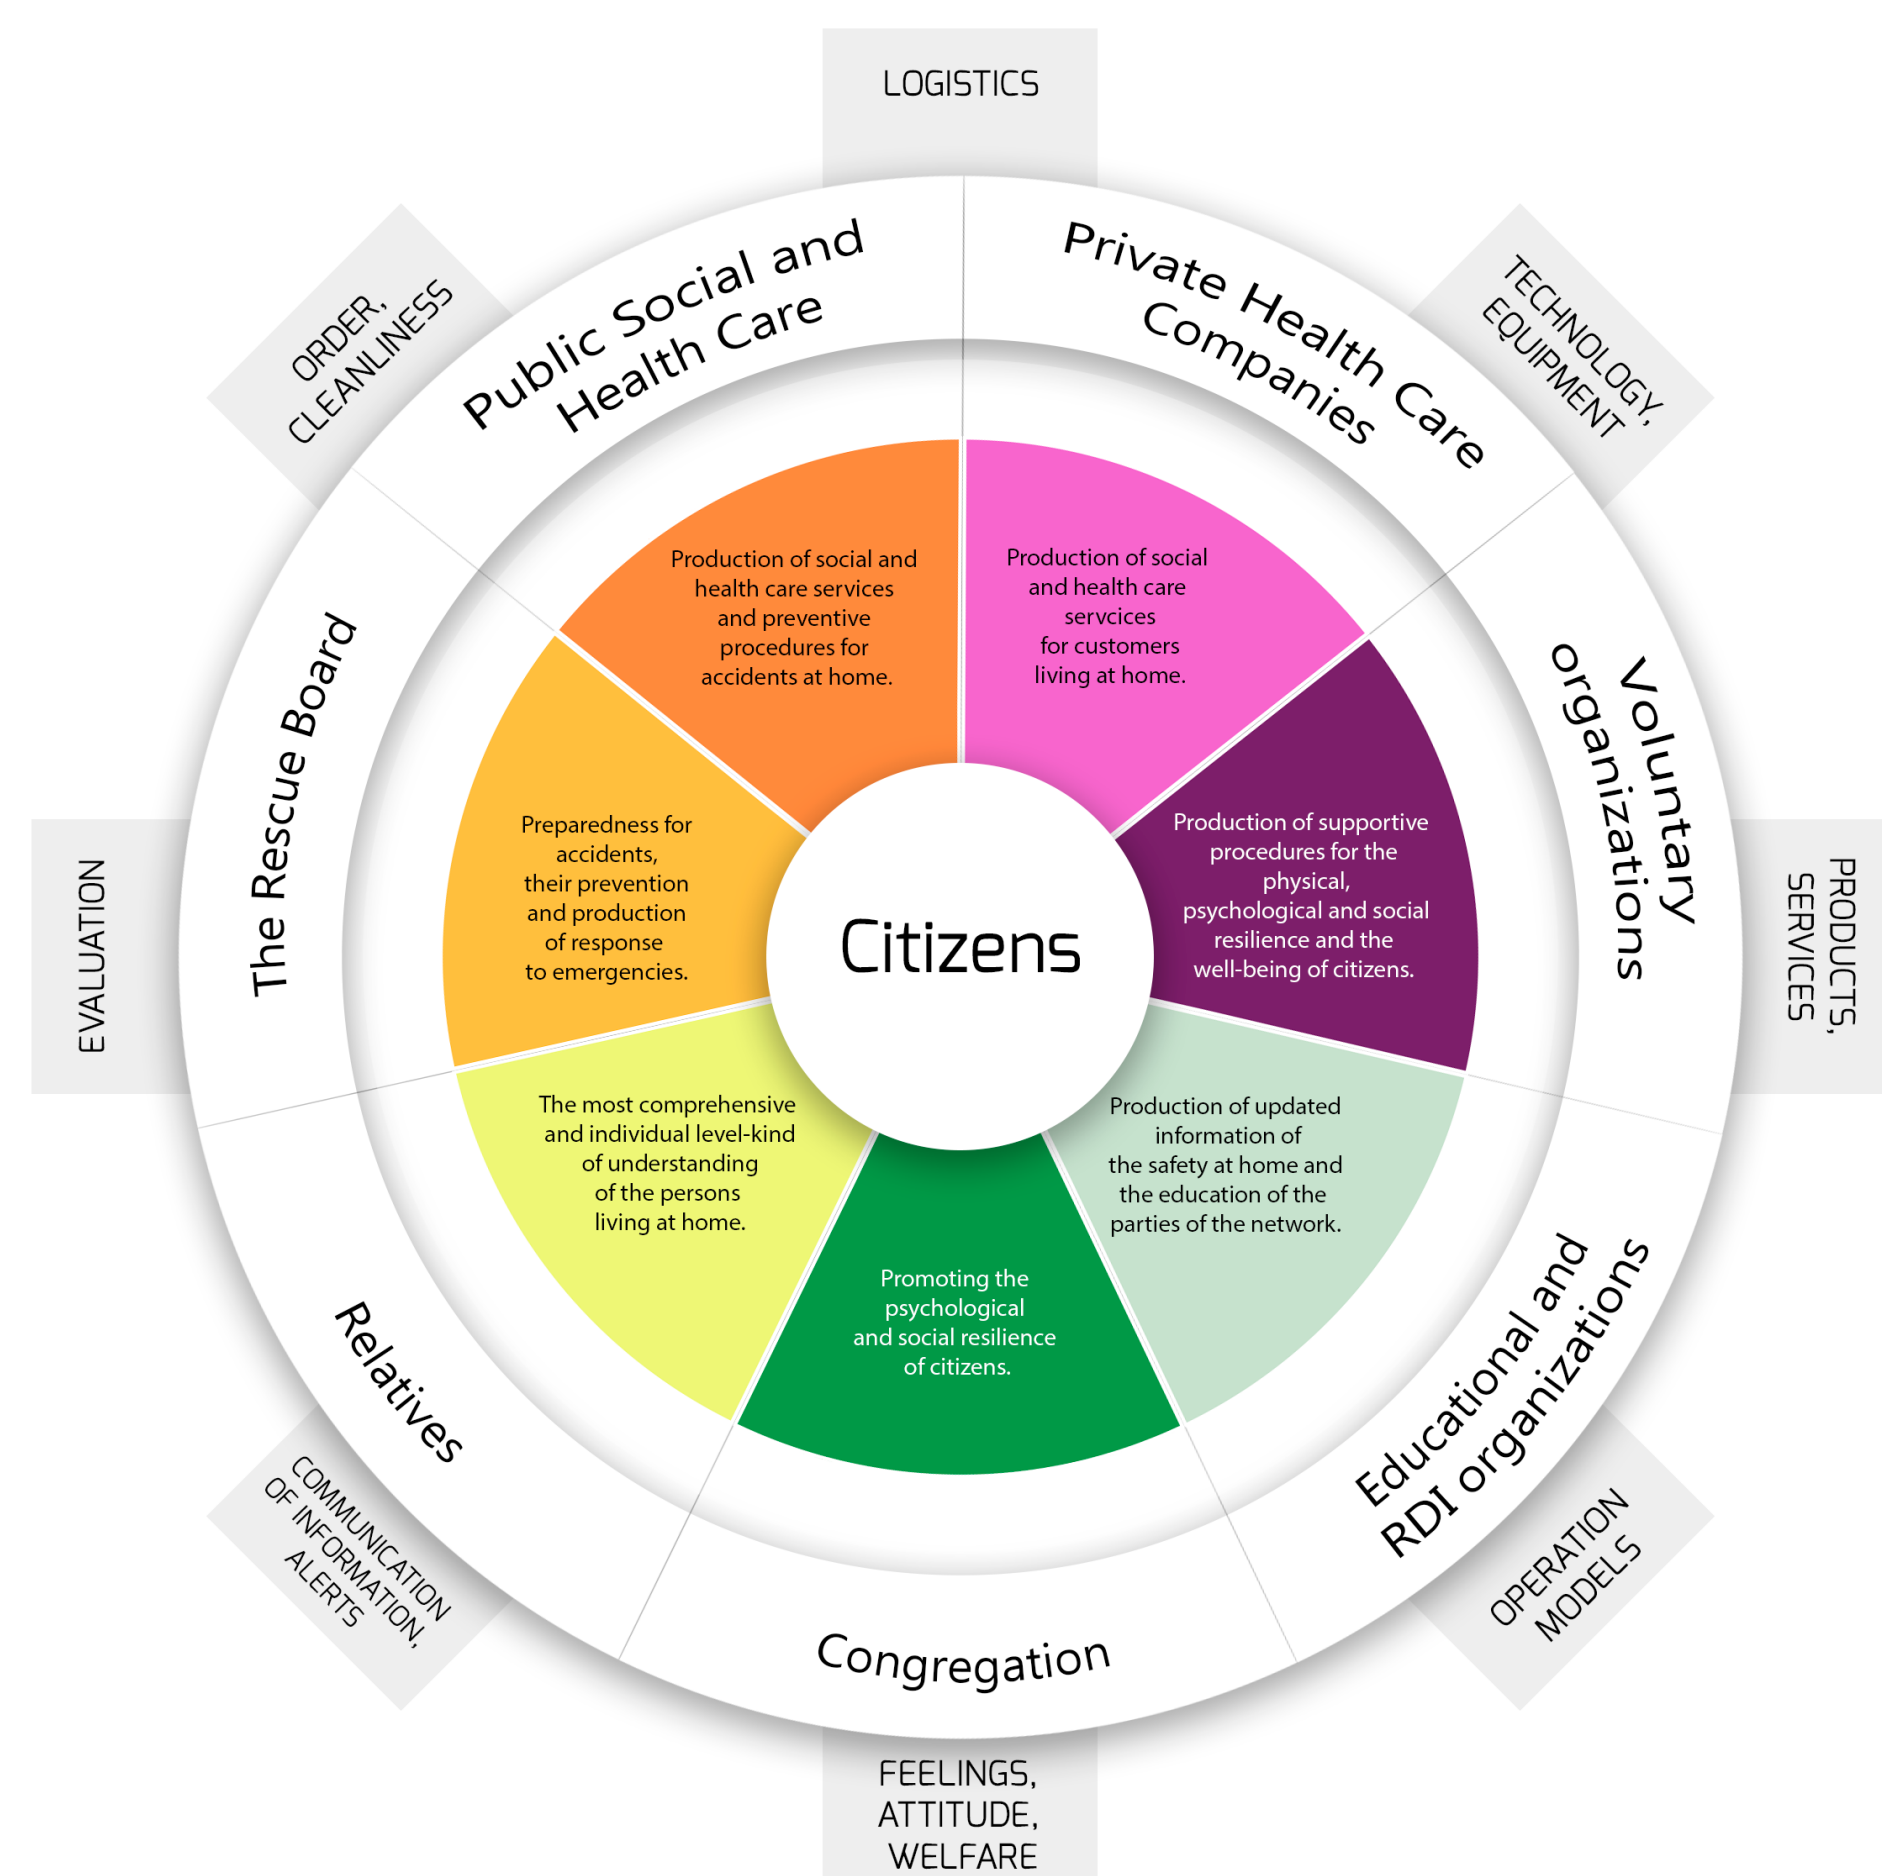 LOGISTICS
TECHNOLOGY,
EQUIPMENT
PRODUCTS,
SERVICES
OPERATION
MODELS
FEELINGS,
ATTITUDE,
WELFARE
COMMUNICATION
OF INFORMATION,
ALERTS
EVALUATION
ORDER,
CLEANLINESS
Public Social and
Health Care
Private Health Care
Companies
Voluntary
organizations
Educational and
RDI organizations
Congregation
Relatives
The Rescue Board
Production of social and
health care services
and preventive
procedures for
accidents at home.
Production of social
and health care
servcices
for customers
living at home.
Production of supportive
procedures for the
physical,
psychological and social
resilience and the
well-being of citizens.
Production of updated
information of
the safety at home and
the education of the
parties of the network.
Promoting the
psychological
and social resilience
of citizens.
The most comprehensive
and individual level-kind
of understanding
of the persons
living at home.
Preparedness for
accidents,
their prevention
and production
of response
to emergencies.
Citizens